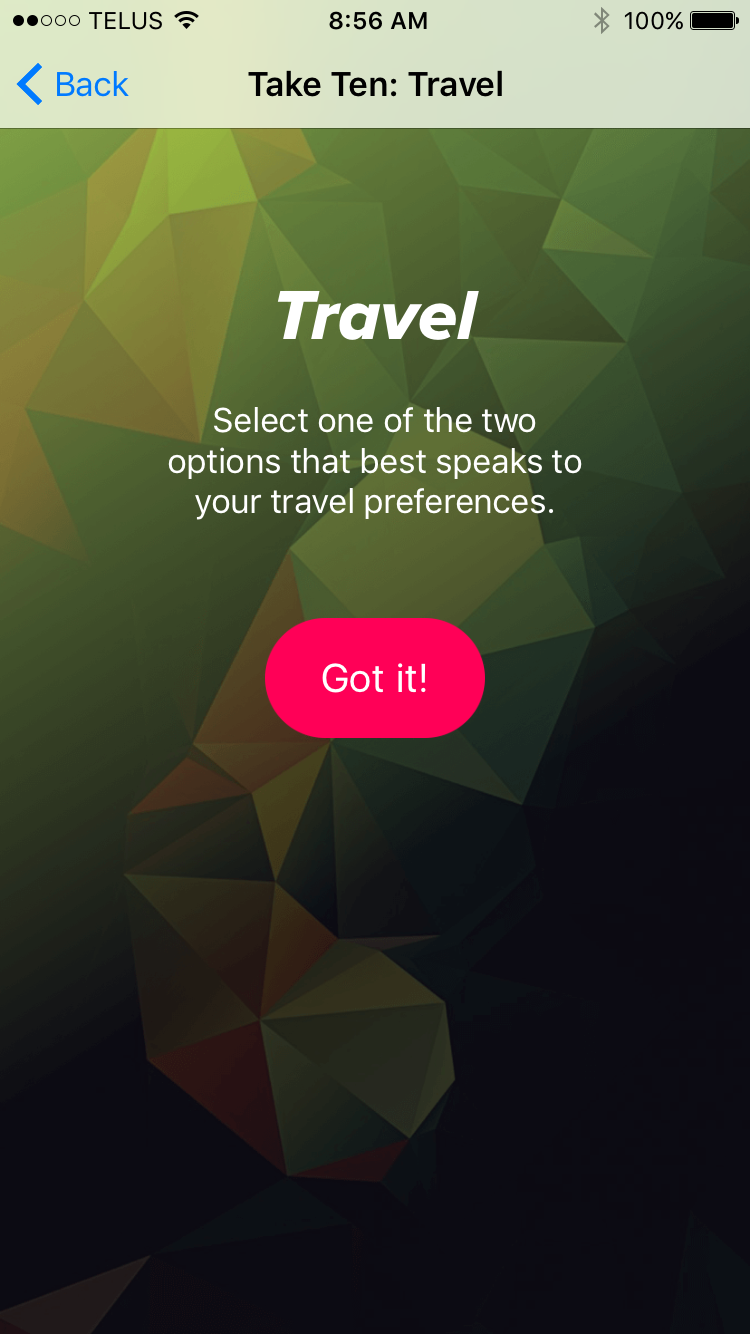 TELUS 8:56 AM 100%
Back Take Ten: Travel
Travel
Select one of the two
options that best speaks to
your travel preferences.
Got it!